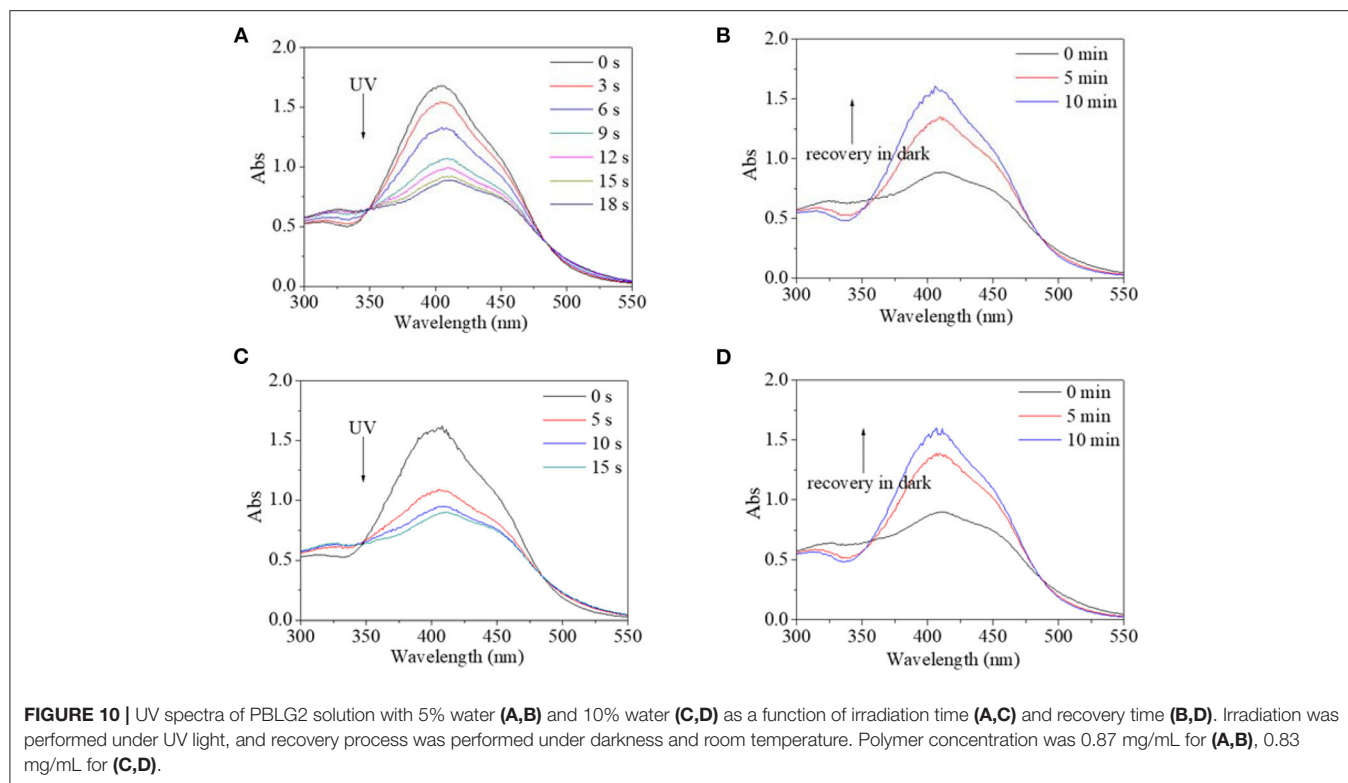 A
2.0
1.5
1.0
0.5
0.0
Abs
UV
0 s
3 s
6 s
9 s
12 s
15 s
18 s
300 350 400 450 500 550
Wavelength (nm)
B
2.0
1.5
1.0
0.5
0.0
Abs
recovery in dark
0 min
5 min
10 min
300 350 400 450 500 550
Wavelength (nm)
C
2.0
1.5
1.0
0.5
0.0
Abs
UV
0 s
5 s
10 s
15 s
300 350 400 450 500 550
Wavelength (nm)
D
2.0
1.5
1.0
0.5
0.0
Abs
recovery in dark
0 min
5 min
10 min
300 350 400 450 500 550
Wavelength (nm)
FIGURE 10 | UV spectra of PBLG2 solution with 5% water (A,B) and 10% water (C,D) as a function of irradiation time (A,C) and recovery time (B,D). Irradiation was
performed under UV light, and recovery process was performed under darkness and room temperature. Polymer concentration was 0.87 mg/mL for (A,B), 0.83
mg/mL for (C,D).